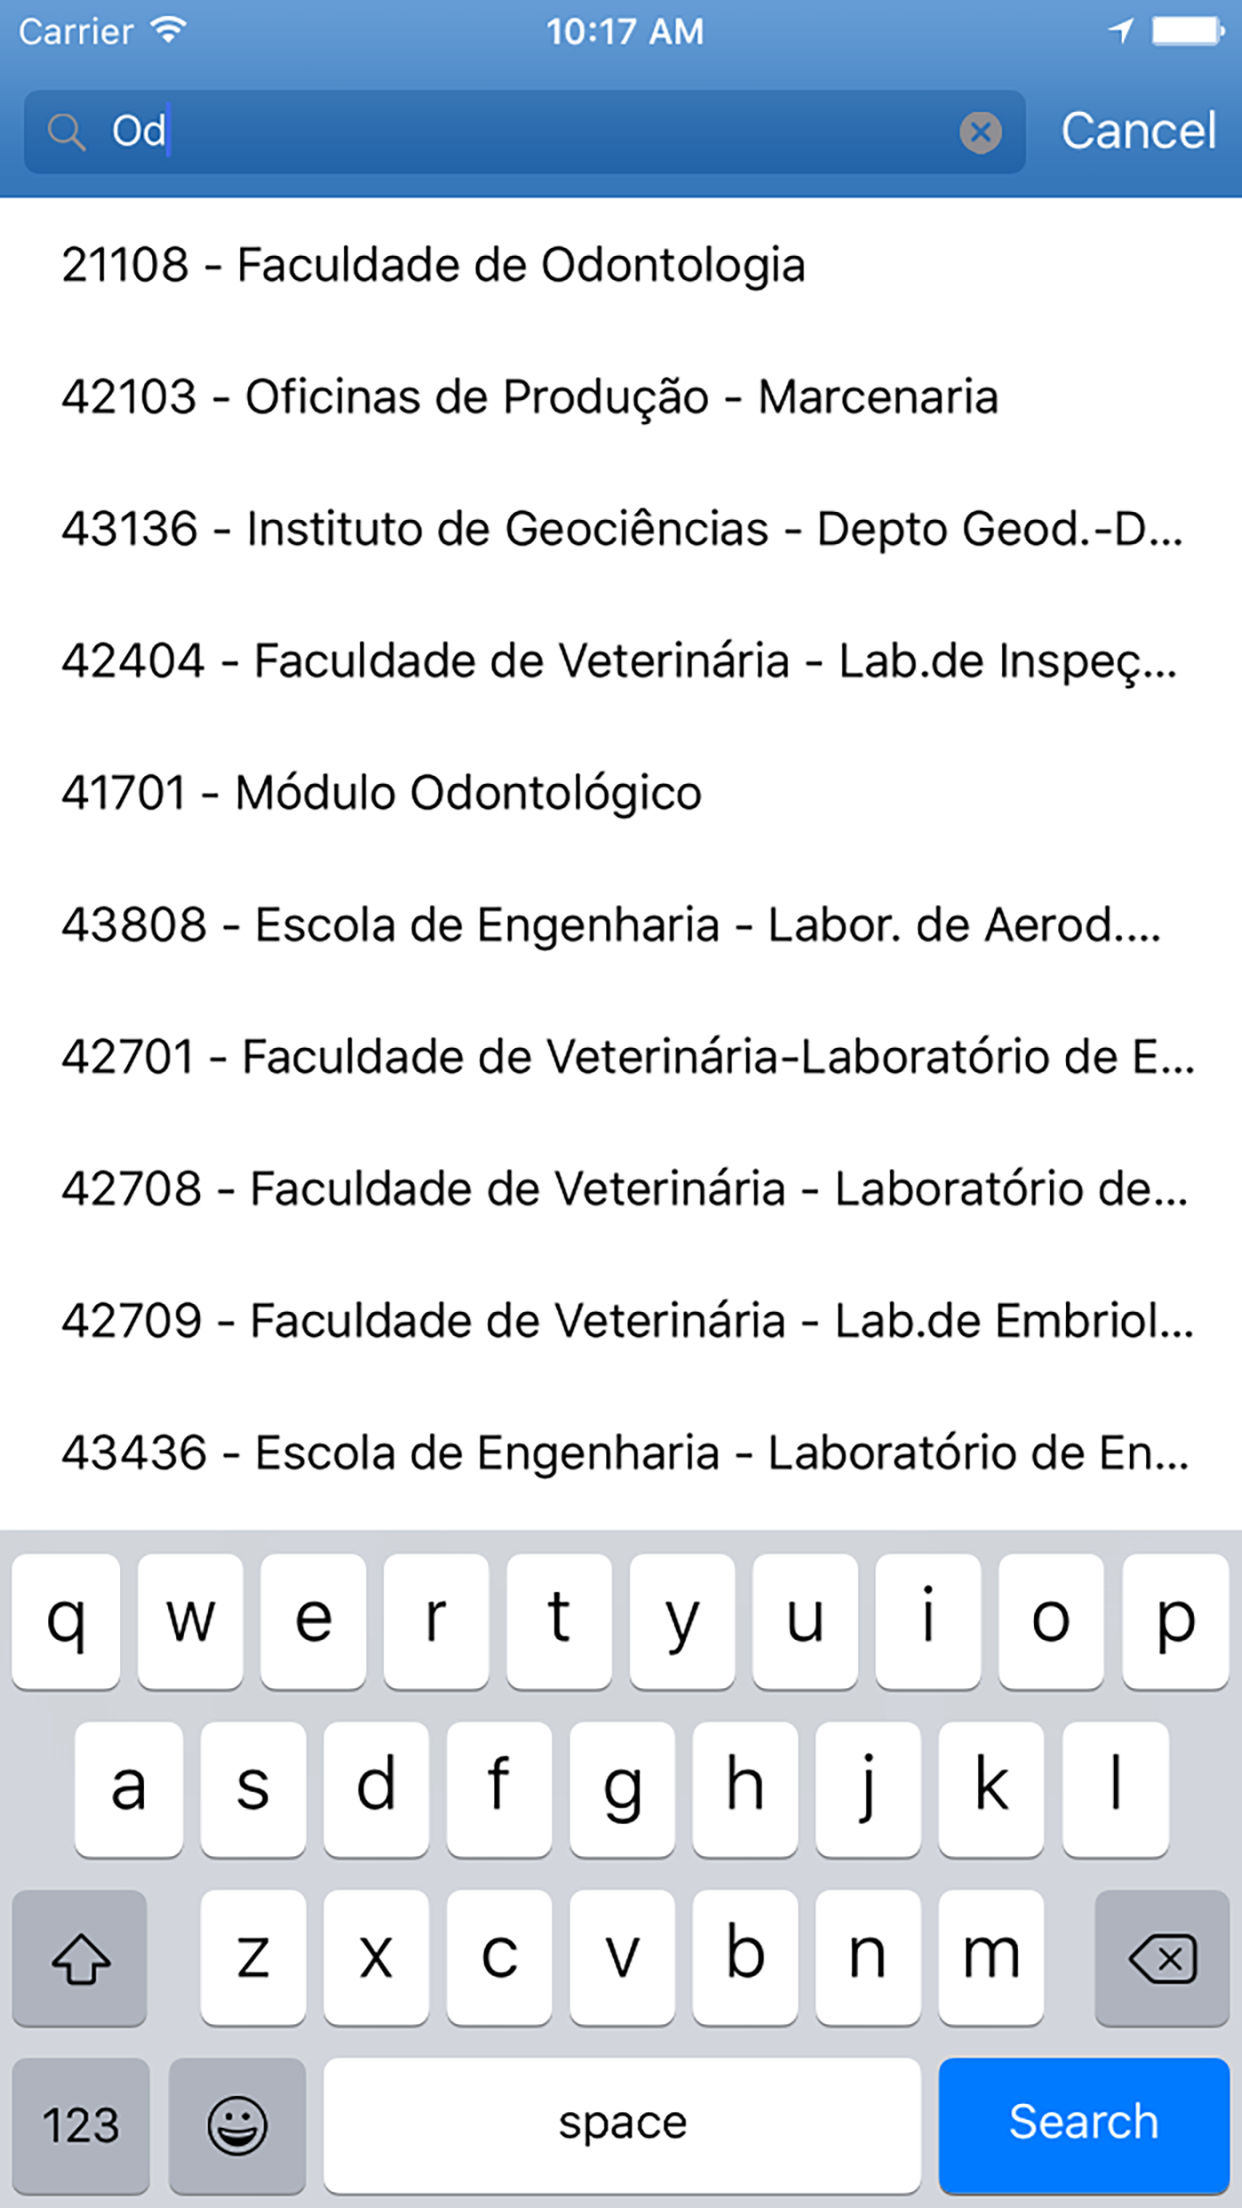 Carrier 10:17 AM
Od Cancel
21108 - Faculdade de Odontologia
42103 - Oficinas de Produção - Marcenaria
43136 - Instituto de Geociências - Depto Geod.-D...
42404 - Faculdade de Veterinária - Lab.de Inspeç...
41701 - Módulo Odontológico
43808 - Escola de Engenharia - Labor. de Aerod....
42701 - Faculdade de Veterinária-Laboratório de E...
42708 - Faculdade de Veterinária - Laboratório de...
42709 - Faculdade de Veterinária - Lab.de Embriol...
43436 - Escola de Engenharia - Laboratório de En...
q w e r t y u i o p
a s d f g h j k l
z x c v b n m
123 space Search